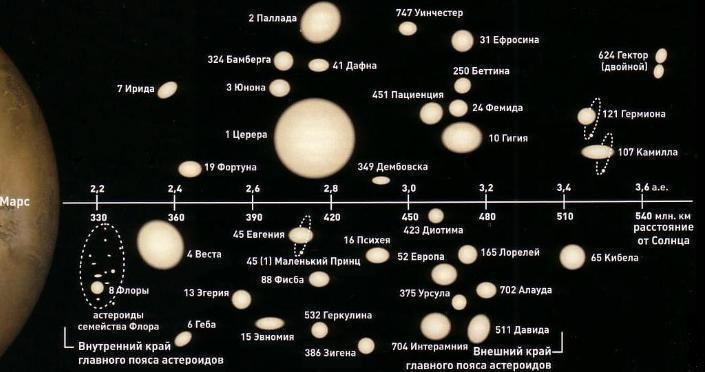 2 Паллада
747 Уинчестер
31 Ефросина
324 Бамберга
41 Дафна
624 Гектор
(двойной)
7 Ирида
3 Юнона
250 Беттина
451 Пациенция
24 Фемида
121 Гермиона
1 Церера
10 Гигия
107 Камилла
19 Фортуна
349 Дембовска
Марс
2,2 2,4 2,6 2,8 3,0 3,2 3,4 3,6 а.е.
330 360 390 420 450 480 510 540 млн. км
расстояние
от Солнца
423 Диотима
45 Евгения
4 Веста
16 Психея
45 (1) Маленький Принц
52 Европа
165 Лорелей
65 Кибела
8 Флоры
88 Фисба
13 Эгерия
375 Урсула
702 Алауда
астероиды
семейства Флора
6 Геба
15 Эвномия
532 Геркулина
386 Зигена
704 Интерамния
511 Давида
Внутренний край
главного пояса астероидов
Внешний край
главного пояса астероидов